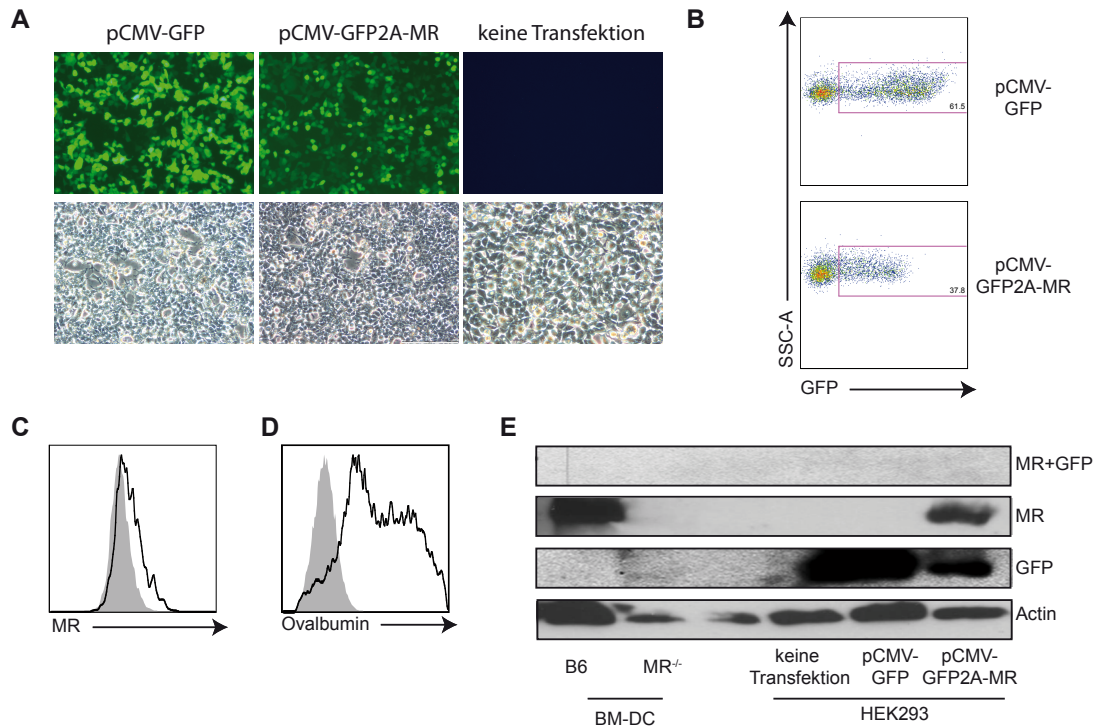 A
pCMV-GFP
pCMV-GFP2A-MR
keine Transfektion
B
SSC-A
61.5
pCMV-
GFP
37.8
pCMV-
GFP2A-MR
GFP
C
MR
D
Ovalbumin
E
MR+GFP
MR
GFP
Actin
B6
MR-/-
BM-DC
keine
Transfektion
pCMV-
GFP
pCMV-
GFP2A-MR
HEK293